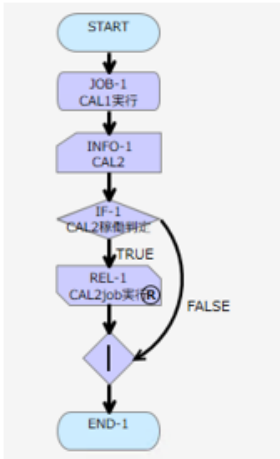 START
JOB-1
CAL1実行
INFO-1
CAL2
IF-1
CAL2稼働判定
TRUE
REL-1
CAL2job実行
R
FALSE
END-1